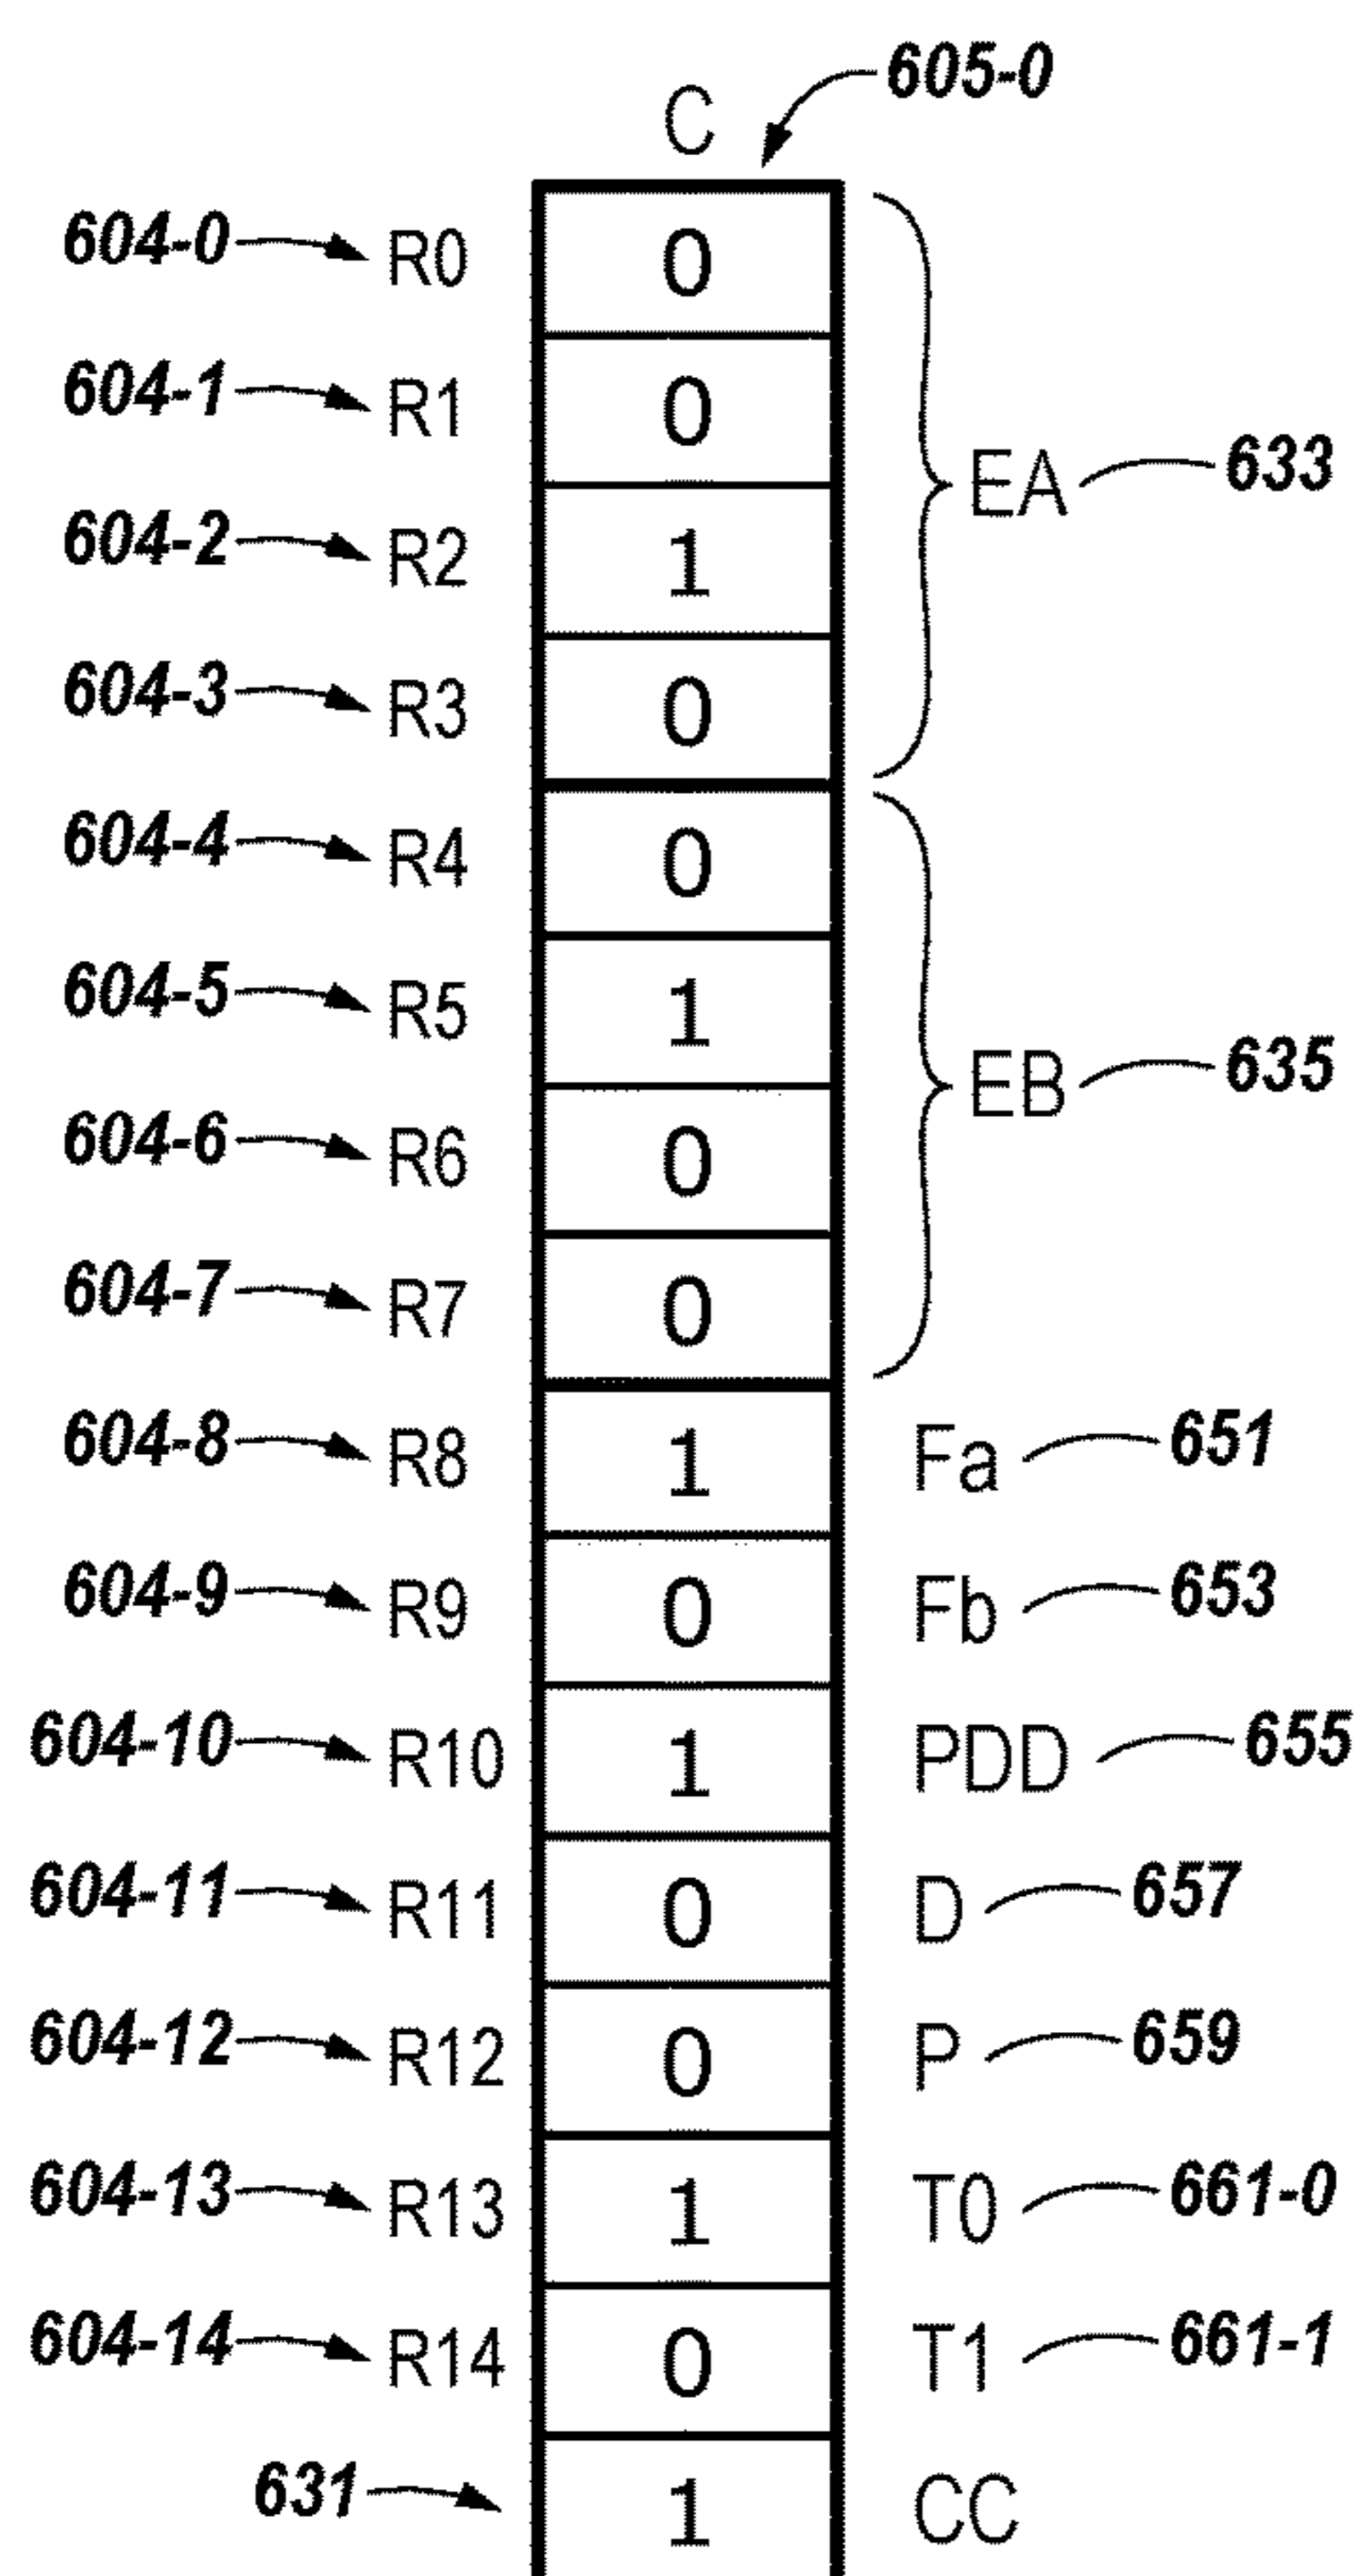 605-0
C
604-0 R0 0
604-1 R1 0
EA 633
604-2 R2 1
604-3 R3 0
604-4 R4 0
604-5 R5 1
EB 635
604-6 R6 0
604-7 R7 0
604-8 R8 1 Fa 651
604-9 R9 0 Fb 653
604-10 R10 1 PDD 655
604-11 R11 0 D 657
604-12 R12 0 P 659
604-13 R13 1 T0 661-0
604-14 R14 0 T1 661-1
631 1 CC